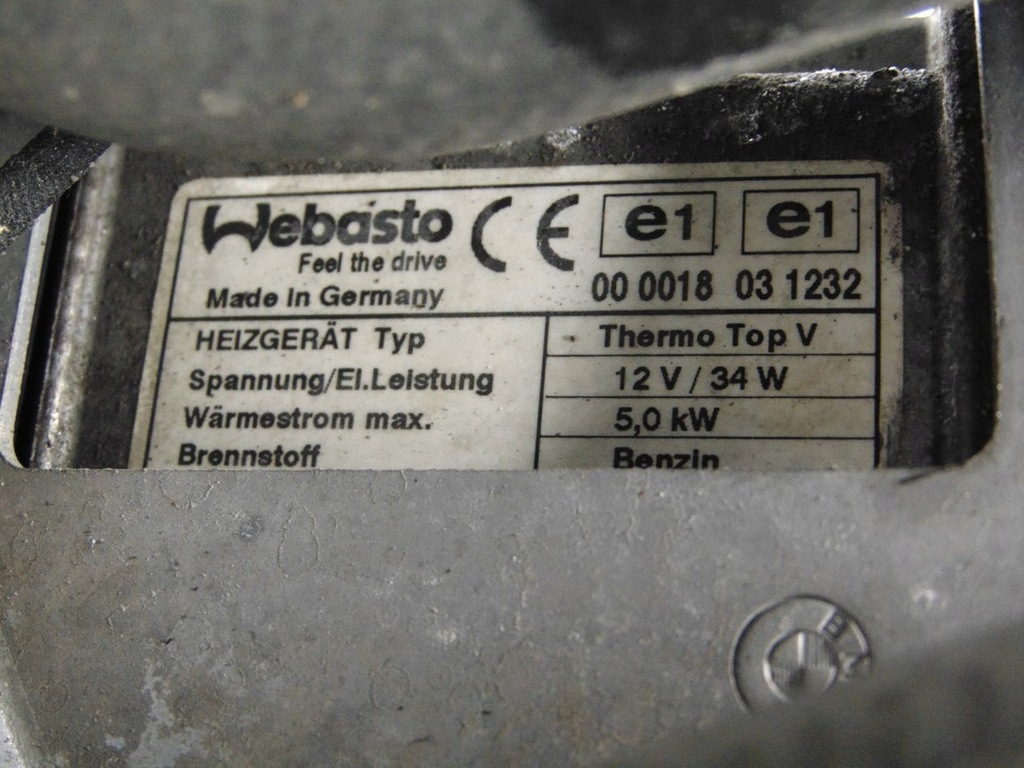 Webasto
Feel the drive
Made in Germany
CE
e1
e1
00 0018
03 1232
HEIZGERÄT Typ
Thermo Top V
Spannung/El.Leistung
12 V / 34 W
Wärmestrom max.
5,0 kW
Brennstoff
Benzin